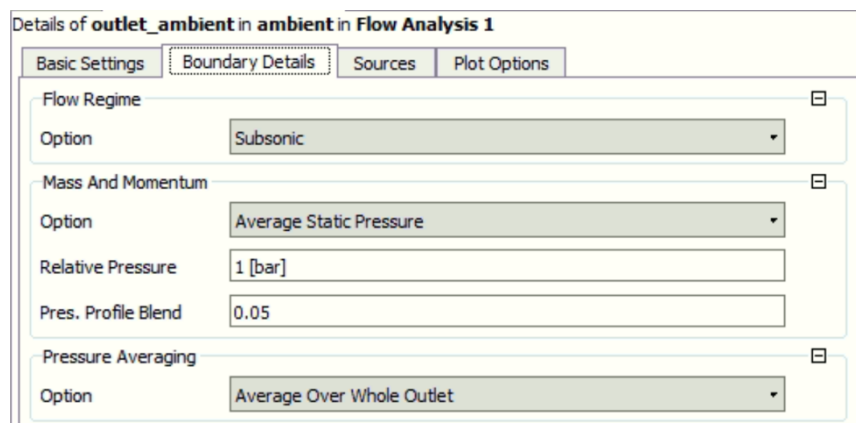 Details of outlet_ambient in ambient in Flow Analysis 1
Basic Settings Boundary Details Sources Plot Options
Flow Regime
Option Subsonic
Mass And Momentum
Option Average Static Pressure
Relative Pressure 1 [bar]
Pres. Profile Blend 0.05
Pressure Averaging
Option Average Over Whole Outlet